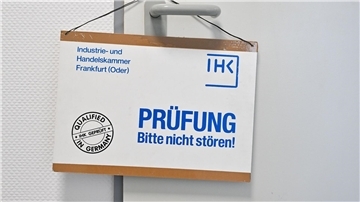 Industrie- und
Handelskammer
Frankfurt (Oder)
IHK
PRÜFUNG
Bitte nicht stören!
QUALIFIED
IHK GEPRÜFT
IN GERMANY